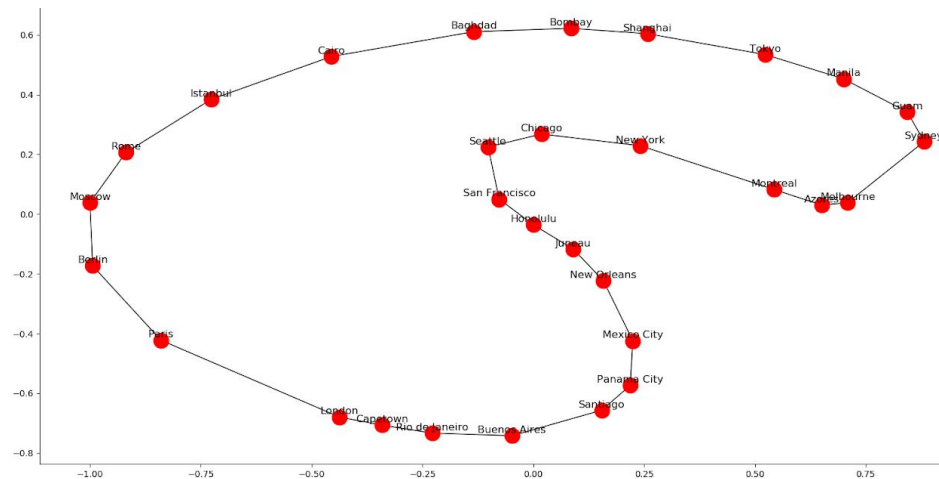 Bombay
Baghdad
Shanghai
0.6
Cairo
Tokyo
Manila
Istanbul
0.4
Guam
Chicago
Sydney
Seattle
New York
Rome
0.2
Montreal
San Francisco
Moscow
Azores
Melbourne
0.0
Honolulu
Juneau
Berlin
−0.2
New Orleans
Paris
Mexico City
−0.4
Panama City
London
Santiago
−0.6
Capetown
Rio de Janeiro
Buenos Aires
−0.8
−1.00 −0.75 −0.50 −0.25 0.00 0.25 0.50 0.75